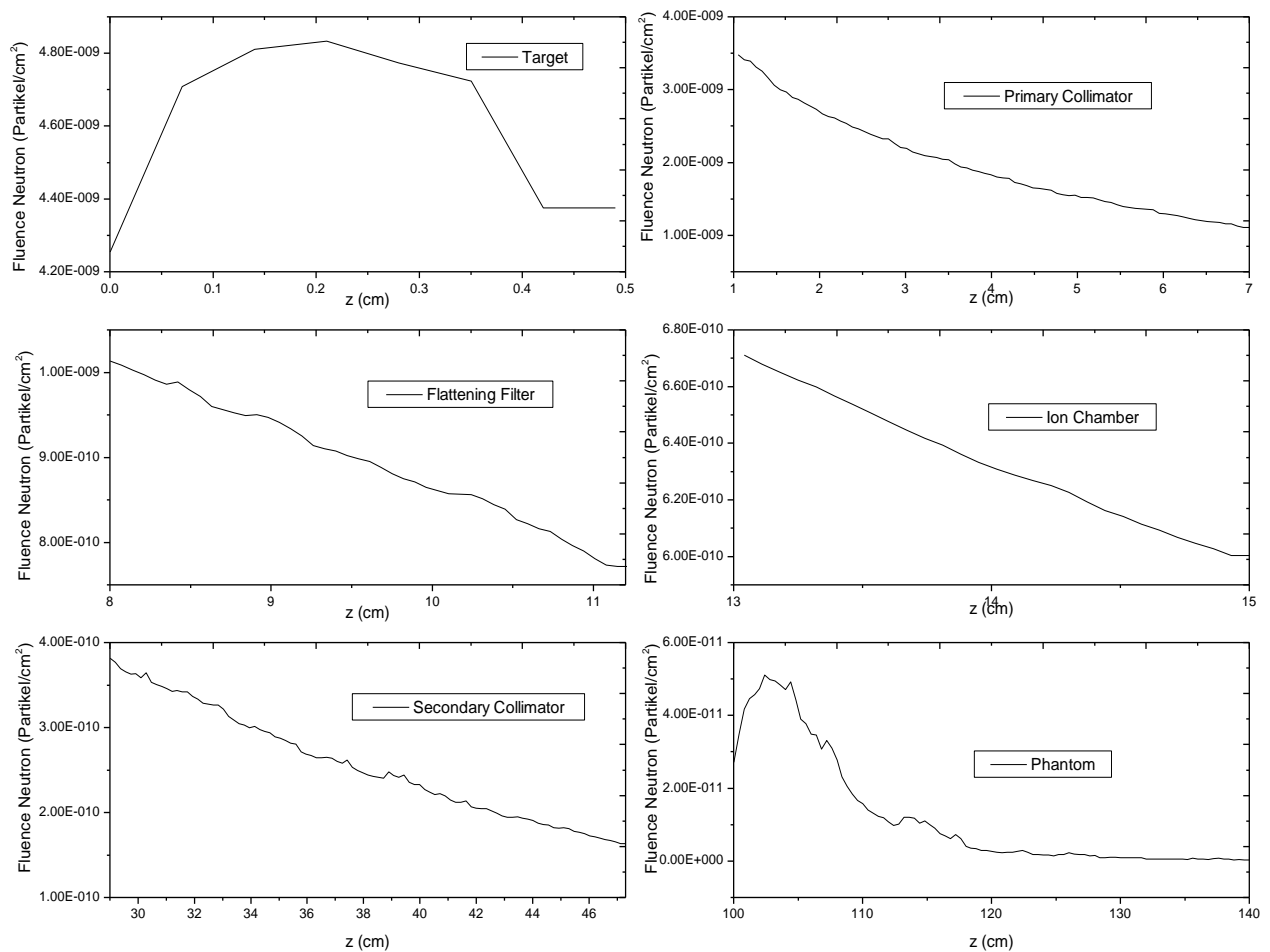 4.80E-009
4.60E-009
4.40E-009
4.20E-009
Fluence Neutron (Partikel/cm²)
Target
0.0 0.1 0.2 0.3 0.4 0.5
z (cm)
4.00E-009
3.00E-009
2.00E-009
1.00E-009
Fluence Neutron (Partikel/cm²)
Primary Collimator
1 2 3 4 5 6 7
z (cm)
1.00E-009
9.00E-010
8.00E-010
Fluence Neutron (Partikel/cm²)
Flattening Filter
8 9 10 11
z (cm)
6.80E-010
6.60E-010
6.40E-010
6.20E-010
6.00E-010
Fluence Neutron (Partikel/cm²)
Ion Chamber
13 14 15
z (cm)
4.00E-010
3.00E-010
2.00E-010
1.00E-010
Fluence Neutron (Partikel/cm²)
Secondary Collimator
30 32 34 36 38 40 42 44 46
z (cm)
6.00E-011
4.00E-011
2.00E-011
0.00E+000
Fluence Neutron (Partikel/cm²)
Phantom
100 110 120 130 140
z (cm)